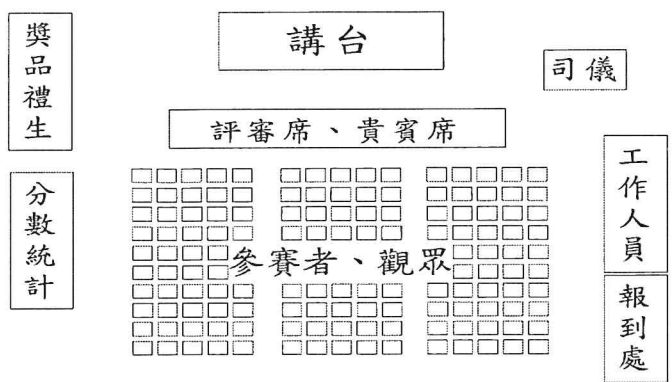 獎品禮生
講台
司儀
評審席、貴賓席
分數統計
工作人員
參賽者、觀眾
報到處